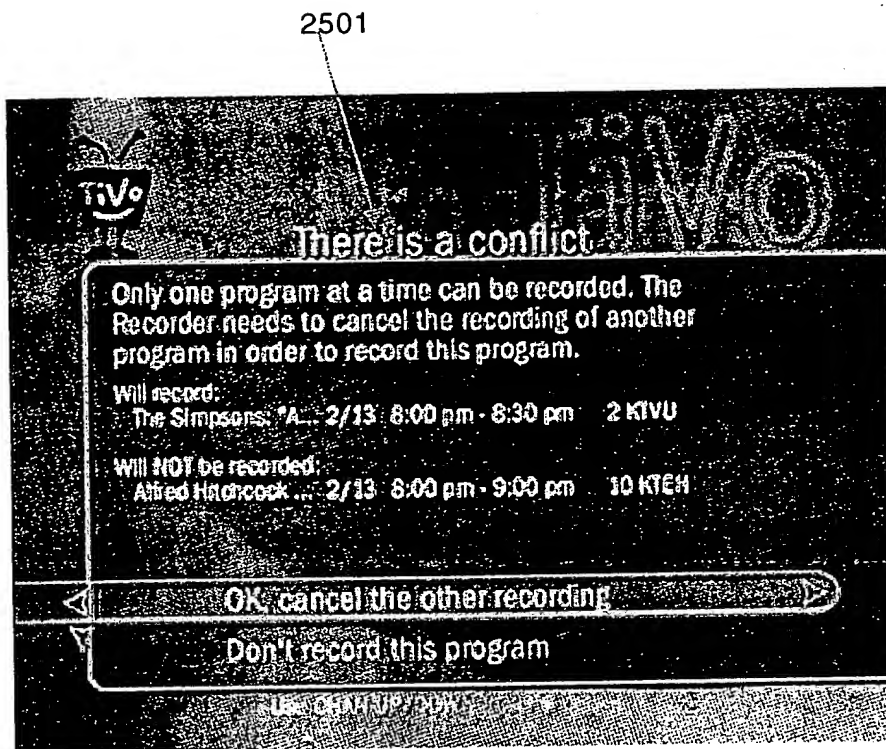 2501
TiVo
TiVo
There is a conflict
Only one program at a time can be recorded. The
Recorder needs to cancel the recording of another
program in order to record this program.
Will record:
The Simpsons: "A... 2/13 8:00 pm - 8:30 pm 2 KTVU
Will NOT be recorded:
Alfred Hitchcock ... 2/13 8:00 pm - 9:00 pm 10 KTEH
OK, cancel the other recording
Don't record this program
CHAN UP/